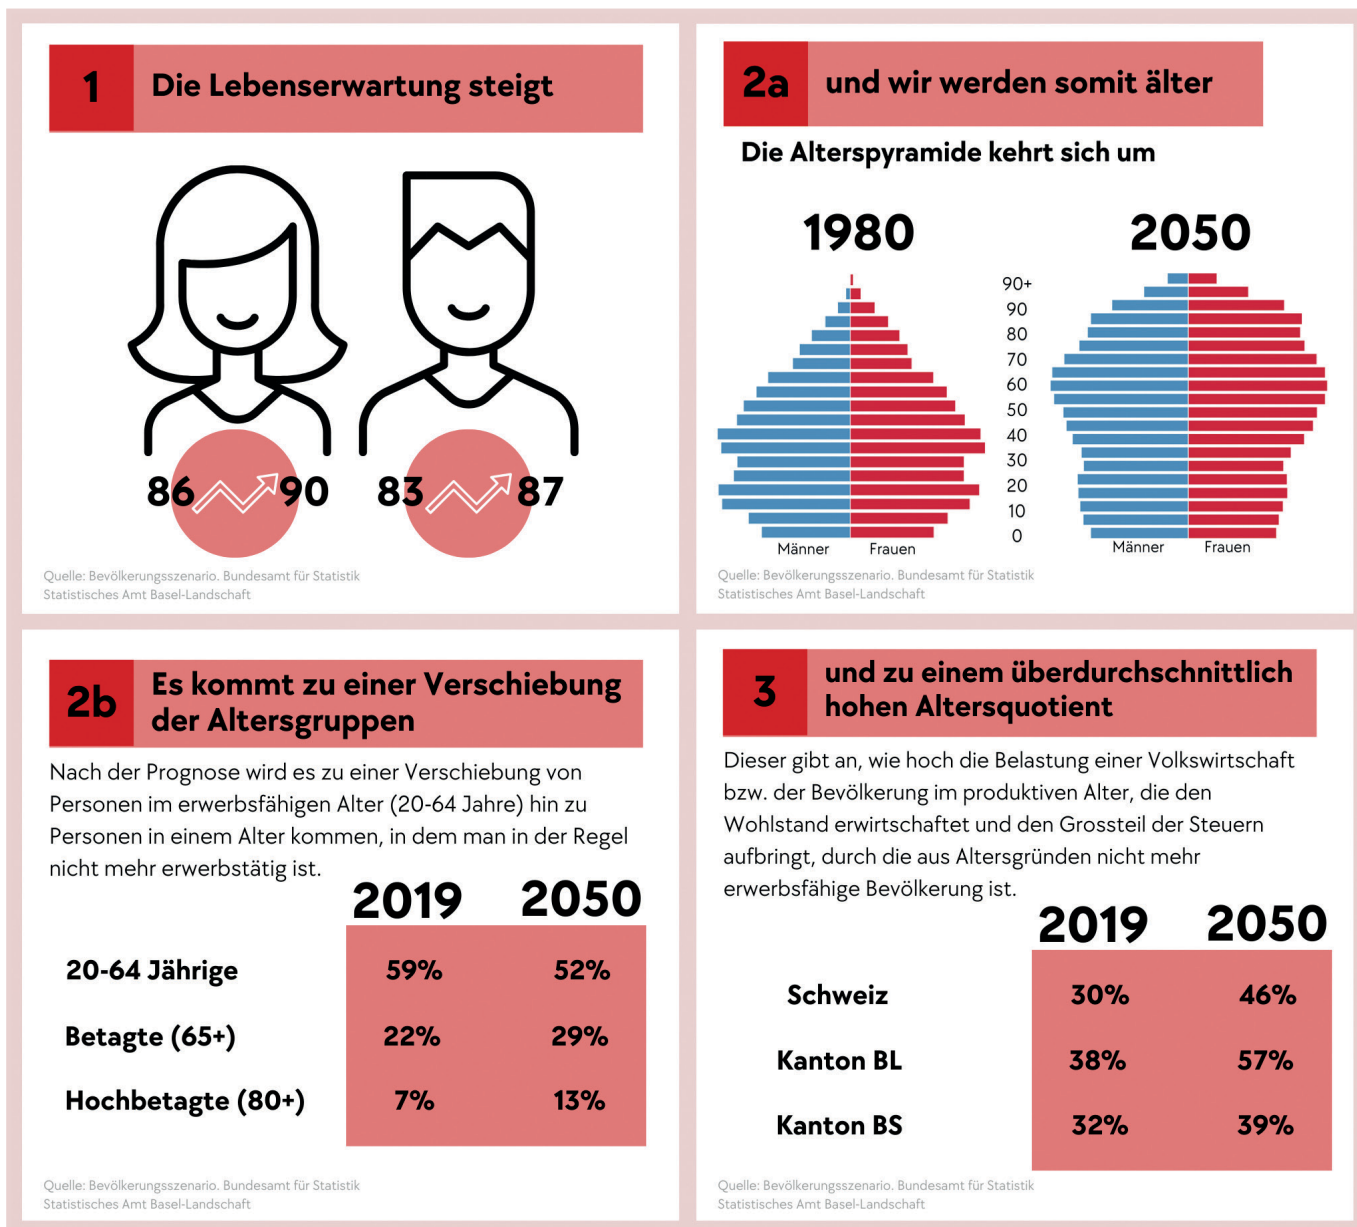 1
Die Lebenserwartung steigt
86 90 83 87
Quelle: Bevölkerungsszenario. Bundesamt für Statistik
Statistisches Amt Basel-Landschaft
2a
und wir werden somit älter
Die Alterspyramide kehrt sich um
1980 2050
90+
90
80
70
60
50
40
30
20
10
0
Männer Frauen
Männer Frauen
Quelle: Bevölkerungsszenario. Bundesamt für Statistik
Statistisches Amt Basel-Landschaft
2b
Es kommt zu einer Verschiebung
der Altersgruppen
Nach der Prognose wird es zu einer Verschiebung von
Personen im erwerbsfähigen Alter (20-64 Jahre) hin zu
Personen in einem Alter kommen, in dem man in der Regel
nicht mehr erwerbstätig ist.
2019 2050
20-64 Jährige 59% 52%
Betagte (65+) 22% 29%
Hochbetagte (80+) 7% 13%
Quelle: Bevölkerungsszenario. Bundesamt für Statistik
Statistisches Amt Basel-Landschaft
3
und zu einem überdurchschnittlich
hohen Altersquotient
Dieser gibt an, wie hoch die Belastung einer Volkswirtschaft
bzw. der Bevölkerung im produktiven Alter, die den
Wohlstand erwirtschaftet und den Grossteil der Steuern
aufbringt, durch die aus Altersgründen nicht mehr
erwerbsfähige Bevölkerung ist.
2019 2050
Schweiz 30% 46%
Kanton BL 38% 57%
Kanton BS 32% 39%
Quelle: Bevölkerungsszenario. Bundesamt für Statistik
Statistisches Amt Basel-Landschaft